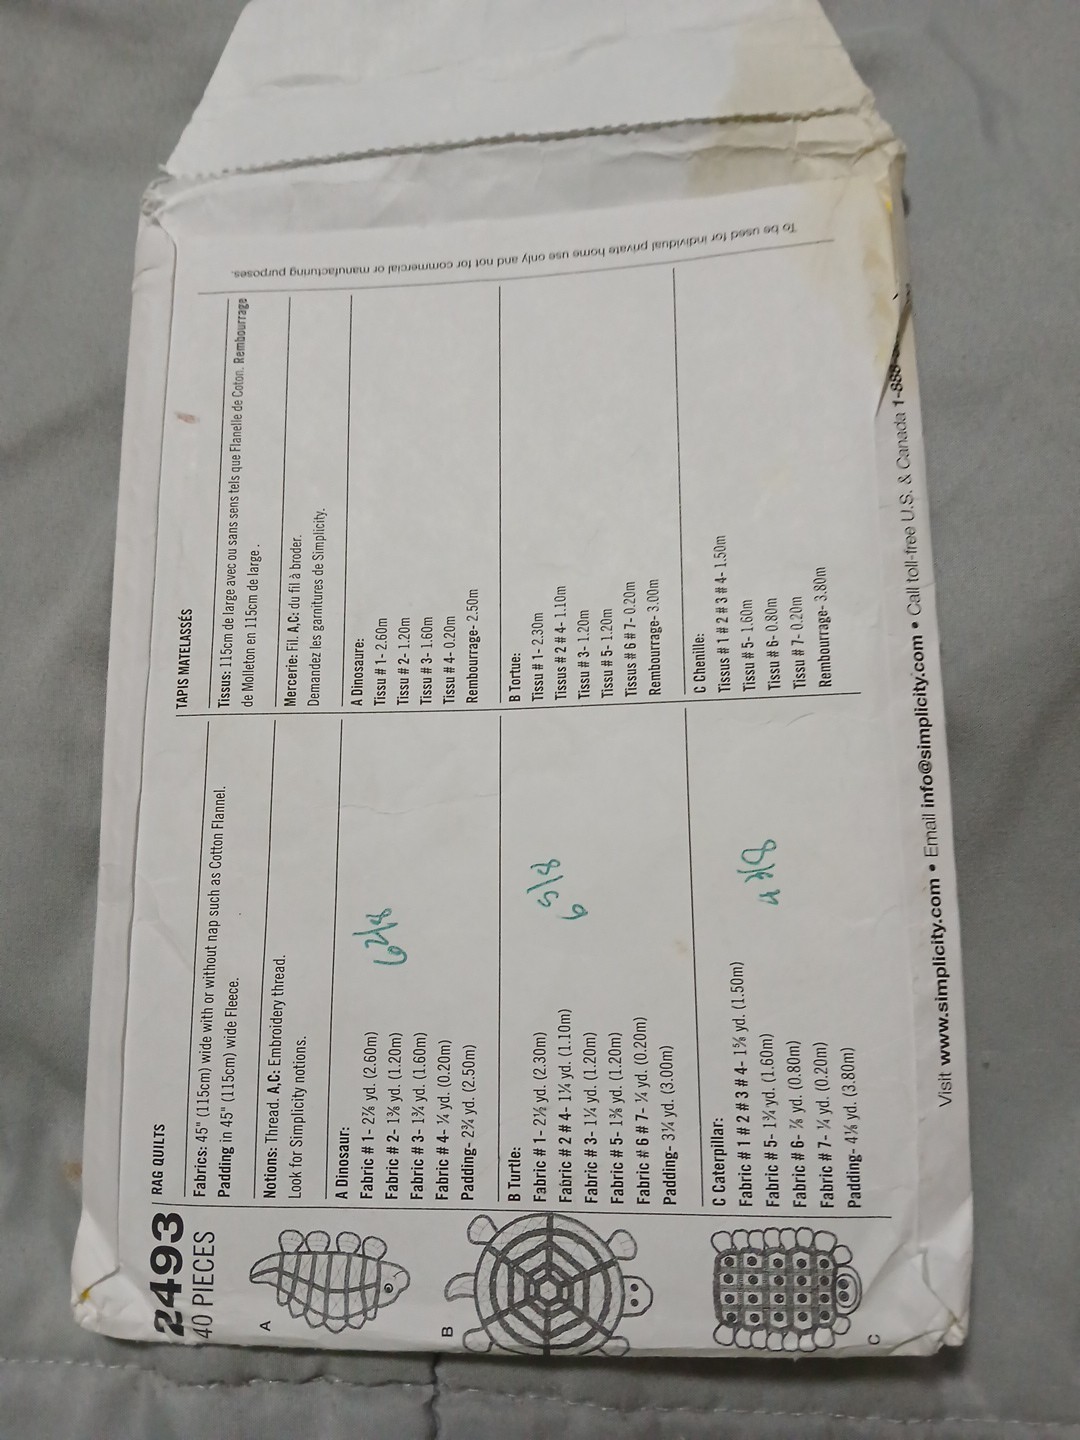 2493
40 PIECES
RAG QUILTS
Fabrics: 45" (115cm) wide with or without nap such as Cotton Flannel.
Padding in 45" (115cm) wide Fleece.
Notions: Thread. A,C: Embroidery thread.
Look for Simplicity notions.
A
A Dinosaur:
Fabric # 1- 2⅞ yd. (2.60m)
Fabric # 2- 1⅜ yd. (1.20m)
Fabric # 3- 1¾ yd. (1.60m)
Fabric # 4- ¼ yd. (0.20m)
Padding- 2¾ yd. (2.50m)
6 2/8
B
B Turtle:
Fabric # 1- 2½ yd. (2.30m)
Fabric # 2 # 4- 1¼ yd. (1.10m)
Fabric # 3- 1¼ yd. (1.20m)
Fabric # 5- 1⅜ yd. (1.20m)
Fabric # 6 # 7- ¼ yd. (0.20m)
Padding- 3¼ yd. (3.00m)
6 5/8
C
C Caterpillar:
Fabric # 1 # 2 # 3 # 4- 1⅝ yd. (1.50m)
Fabric # 5- 1¾ yd. (1.60m)
Fabric # 6- ⅞ yd. (0.80m)
Fabric # 7- ¼ yd. (0.20m)
Padding- 4⅛ yd. (3.80m)
TAPIS MATELASSÉS
Tissus: 115cm de large avec ou sans sens tels que Flanelle de Coton. Rembourrage
de Molleton en 115cm de large.
Mercerie: Fil. A,C: du fil à broder.
Demandez les garnitures de Simplicity.
A Dinosaure:
Tissu # 1- 2.60m
Tissu # 2- 1.20m
Tissu # 3- 1.60m
Tissu # 4- 0.20m
Rembourrage- 2.50m
B Tortue:
Tissu # 1- 2.30m
Tissus # 2 # 4- 1.10m
Tissu # 3- 1.20m
Tissu # 5- 1.20m
Tissus # 6 # 7- 0.20m
Rembourrage- 3.00m
C Chenille:
Tissus # 1 # 2 # 3 # 4- 1.50m
Tissu # 5- 1.60m
Tissu # 6- 0.80m
Tissu # 7- 0.20m
Rembourrage- 3.80m
To be used for individual private home use only and not for commercial or manufacturing purposes.
Visit www.simplicity.com • Email info@simplicity.com • Call toll-free U.S. & Canada 1-888-